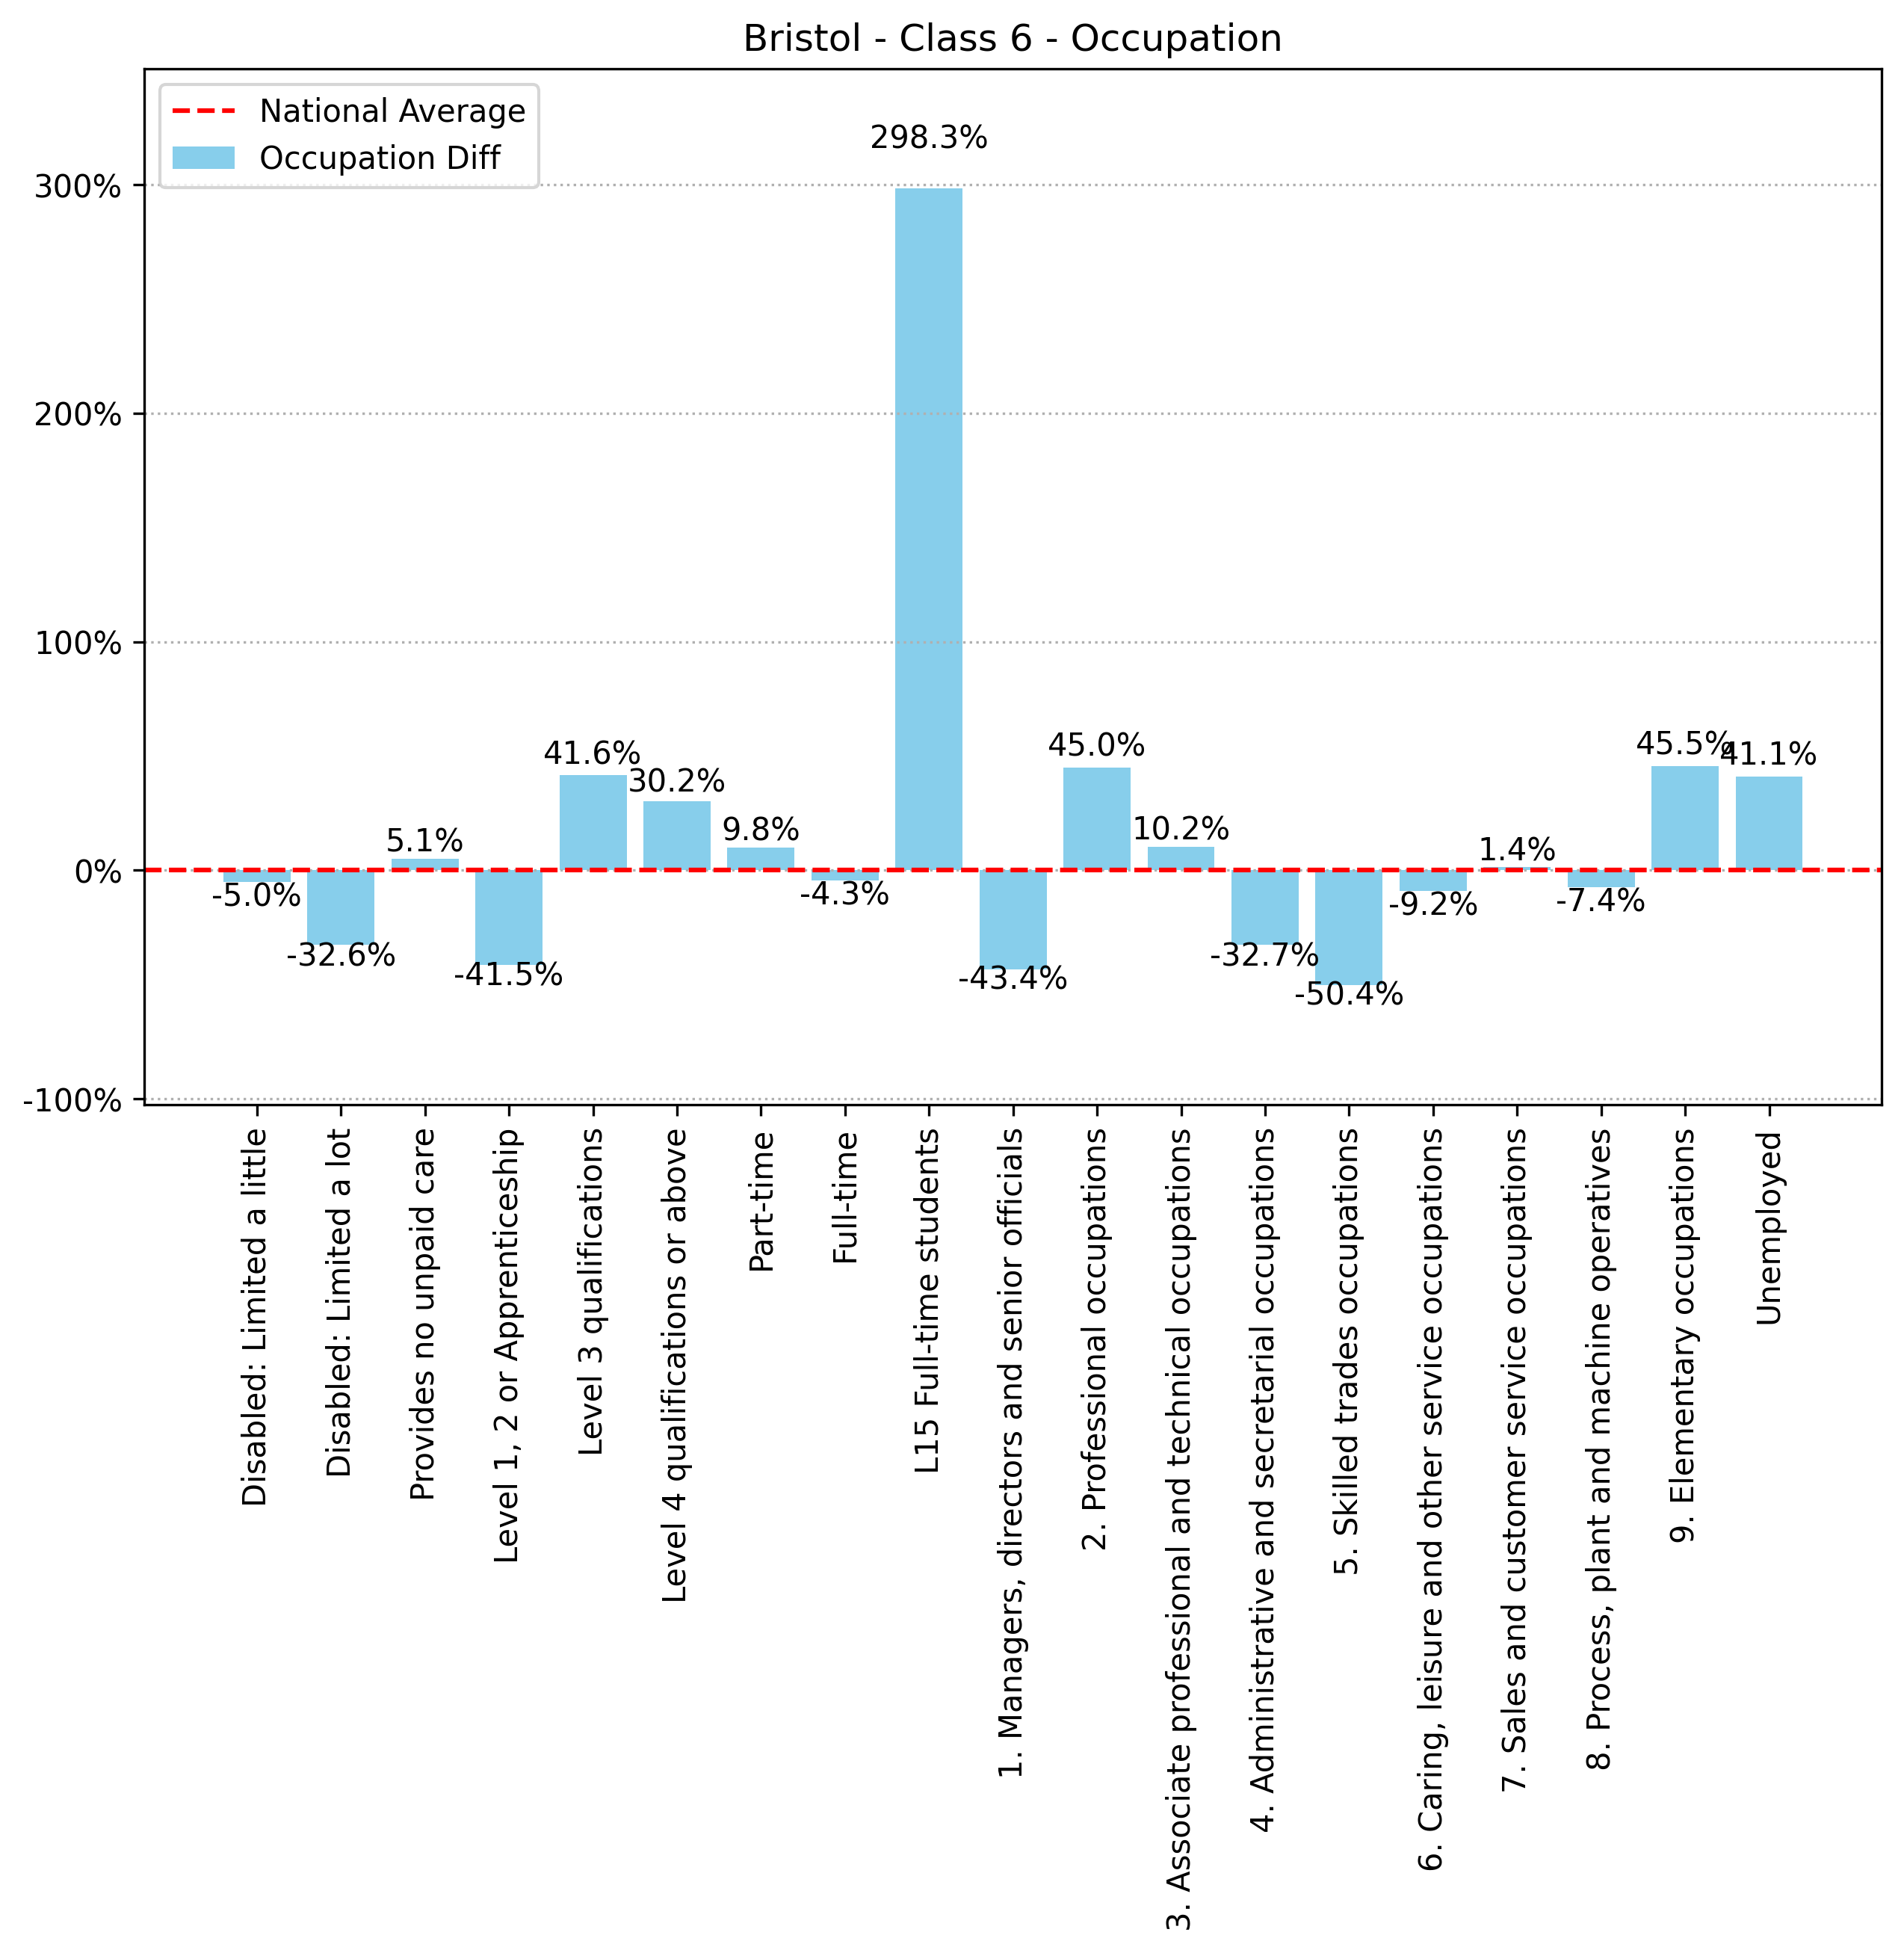 Bristol - Class 6 - Occupation
National Average
Occupation Diff
300%
200%
100%
0%
-100%
-5.0%
-32.6%
5.1%
-41.5%
41.6%
30.2%
9.8%
-4.3%
298.3%
-43.4%
45.0%
10.2%
-32.7%
-50.4%
-9.2%
1.4%
-7.4%
45.5%
41.1%
Disabled: Limited a little
Disabled: Limited a lot
Provides no unpaid care
Level 1, 2 or Apprenticeship
Level 3 qualifications
Level 4 qualifications or above
Part-time
Full-time
L15 Full-time students
1. Managers, directors and senior officials
2. Professional occupations
3. Associate professional and technical occupations
4. Administrative and secretarial occupations
5. Skilled trades occupations
6. Caring, leisure and other service occupations
7. Sales and customer service occupations
8. Process, plant and machine operatives
9. Elementary occupations
Unemployed